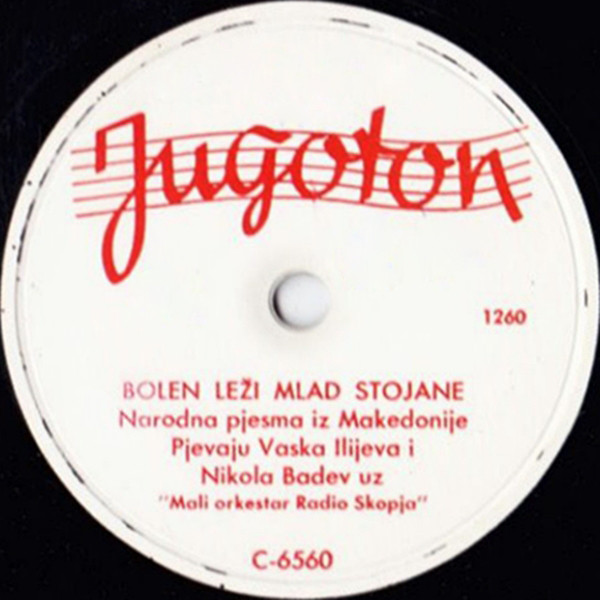 Jugoton
1260
BOLEN LEŽI MLAD STOJANE
Narodna pjesma iz Makedonije
Pjevaju Vaska Ilijeva i
Nikola Badev uz
"Mali orkestar Radio Skopja"
C-6560